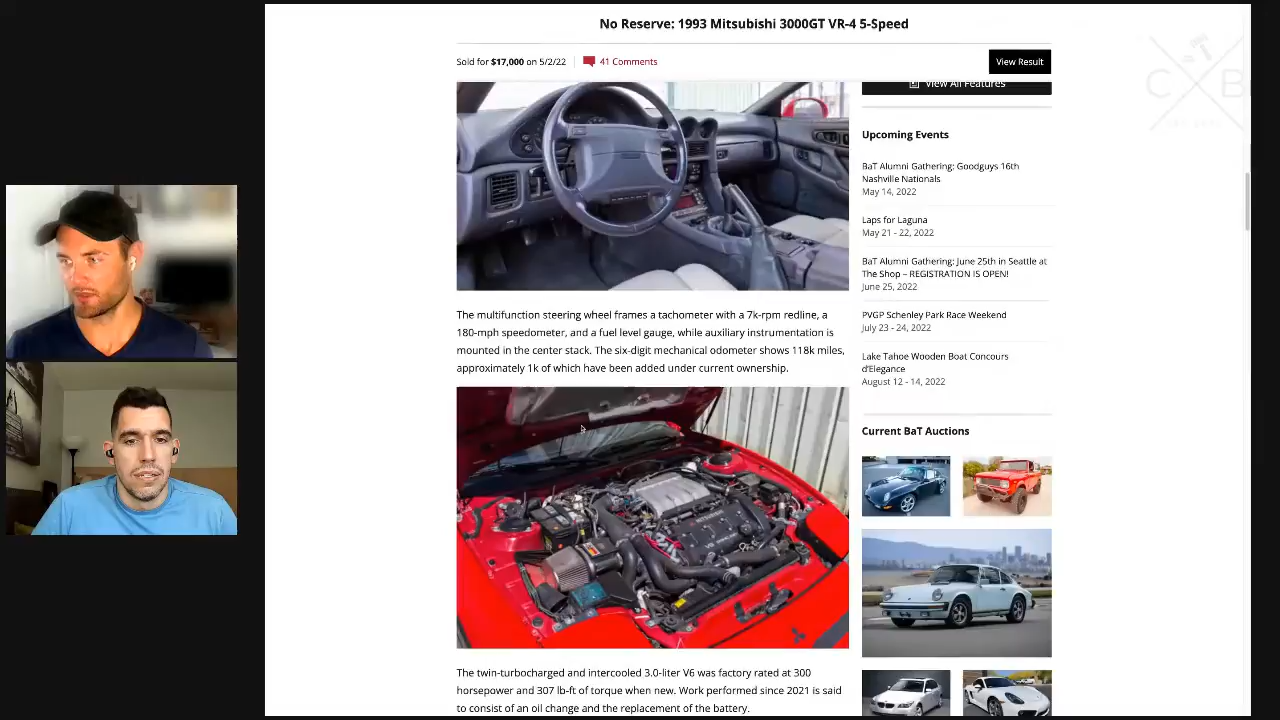 No Reserve: 1993 Mitsubishi 3000GT VR-4 5-Speed
Sold for $17,000 on 5/2/22
41 Comments
View Result
View All Features
Upcoming Events
BaT Alumni Gathering: Goodguys 16th
Nashville Nationals
May 14, 2022
Laps for Laguna
May 21 - 22, 2022
BaT Alumni Gathering: June 25th in Seattle at
The Shop – REGISTRATION IS OPEN!
June 25, 2022
PVGP Schenley Park Race Weekend
July 23 - 24, 2022
Lake Tahoe Wooden Boat Concours
d'Elegance
August 12 - 14, 2022
Current BaT Auctions
The multifunction steering wheel frames a tachometer with a 7k-rpm redline, a
180-mph speedometer, and a fuel level gauge, while auxiliary instrumentation is
mounted in the center stack. The six-digit mechanical odometer shows 118k miles,
approximately 1k of which have been added under current ownership.
The twin-turbocharged and intercooled 3.0-liter V6 was factory rated at 300
horsepower and 307 lb-ft of torque when new. Work performed since 2021 is said
to consist of an oil change and the replacement of the battery.
C B